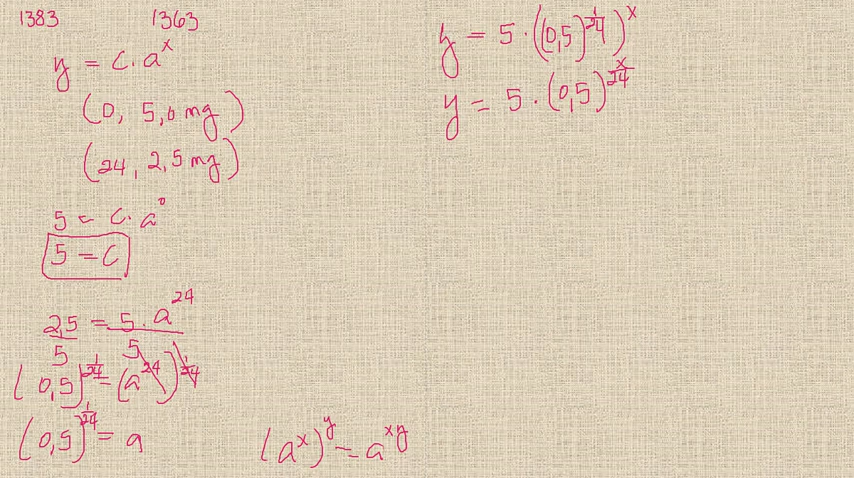 1383 1363
y = c · a^x
(0, 5,0 mg)
(24, 2,5 mg)
5 = c · a^0
5 = c
2,5/5 = 5 · a^24/5
(0,5)^(1/24) = (a^24)^(1/24)
(0,5)^(1/24) = a
(a^x)^y = a^xy
y = 5 · ((0,5)^(1/24))^x
y = 5 · (0,5)^(x/24)